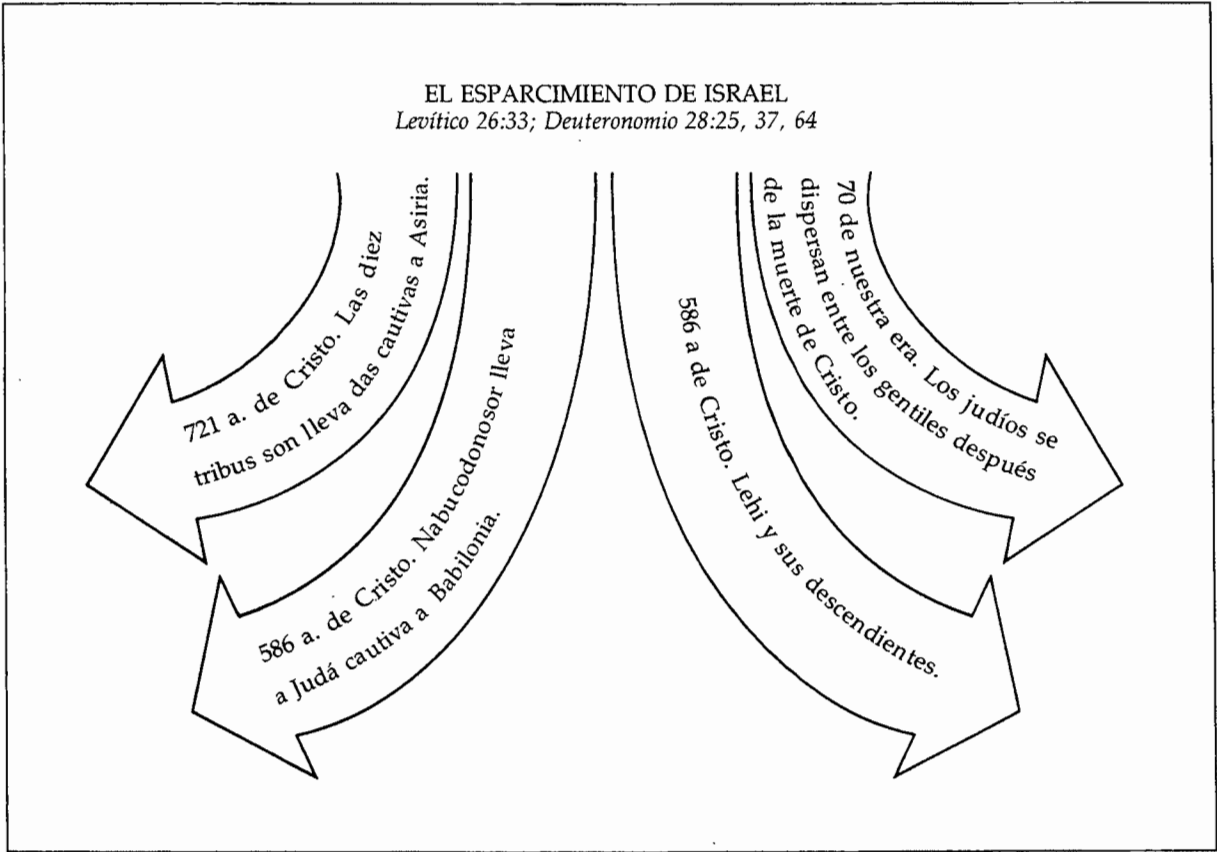 EL ESPARCIMIENTO DE ISRAEL
Levítico 26:33; Deuteronomio 28:25, 37, 64
721 a. de Cristo. Las diez
tribus son lleva das cautivas a Asiria.
586 a. de Cristo. Nabucodonosor lleva
a Judá cautiva a Babilonia.
586 a de Cristo. Lehi y sus descendientes.
70 de nuestra era. Los judíos se
dispersan entre los gentiles después
de la muerte de Cristo.